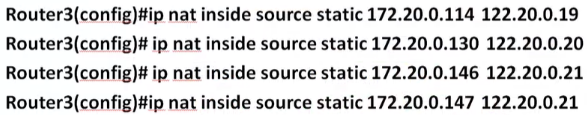 Router3(config)#ip nat inside source static 172.20.0.114 122.20.0.19
Router3(config)# ip nat inside source static 172.20.0.130 122.20.0.20
Router3(config)# ip nat inside source static 172.20.0.146 122.20.0.21
Router3(config)#ip nat inside source static 172.20.0.147 122.20.0.21